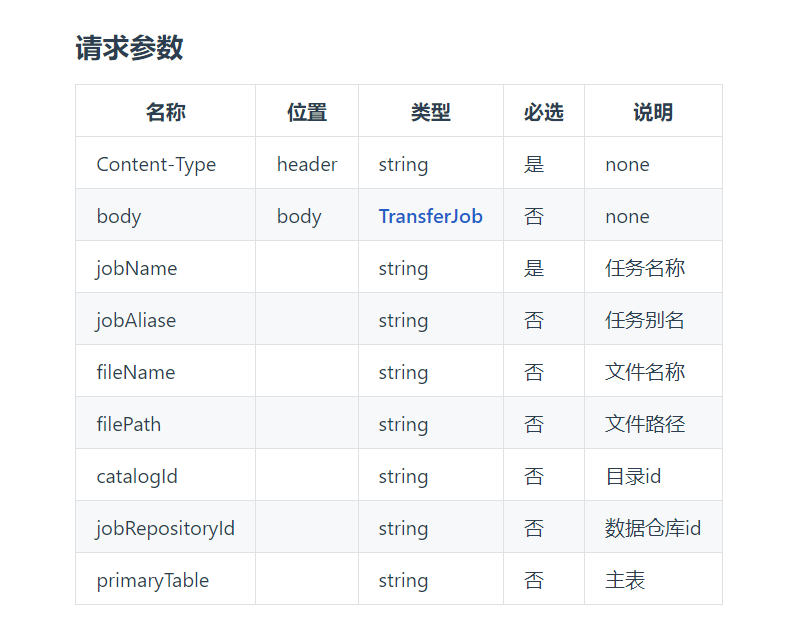 请求参数
名称 位置 类型 必选 说明
Content-Type header string 是 none
body body TransferJob 否 none
jobName string 是 任务名称
jobAliase string 否 任务别名
fileName string 否 文件名称
filePath string 否 文件路径
catalogId string 否 目录id
jobRepositoryId string 否 数据仓库id
primaryTable string 否 主表